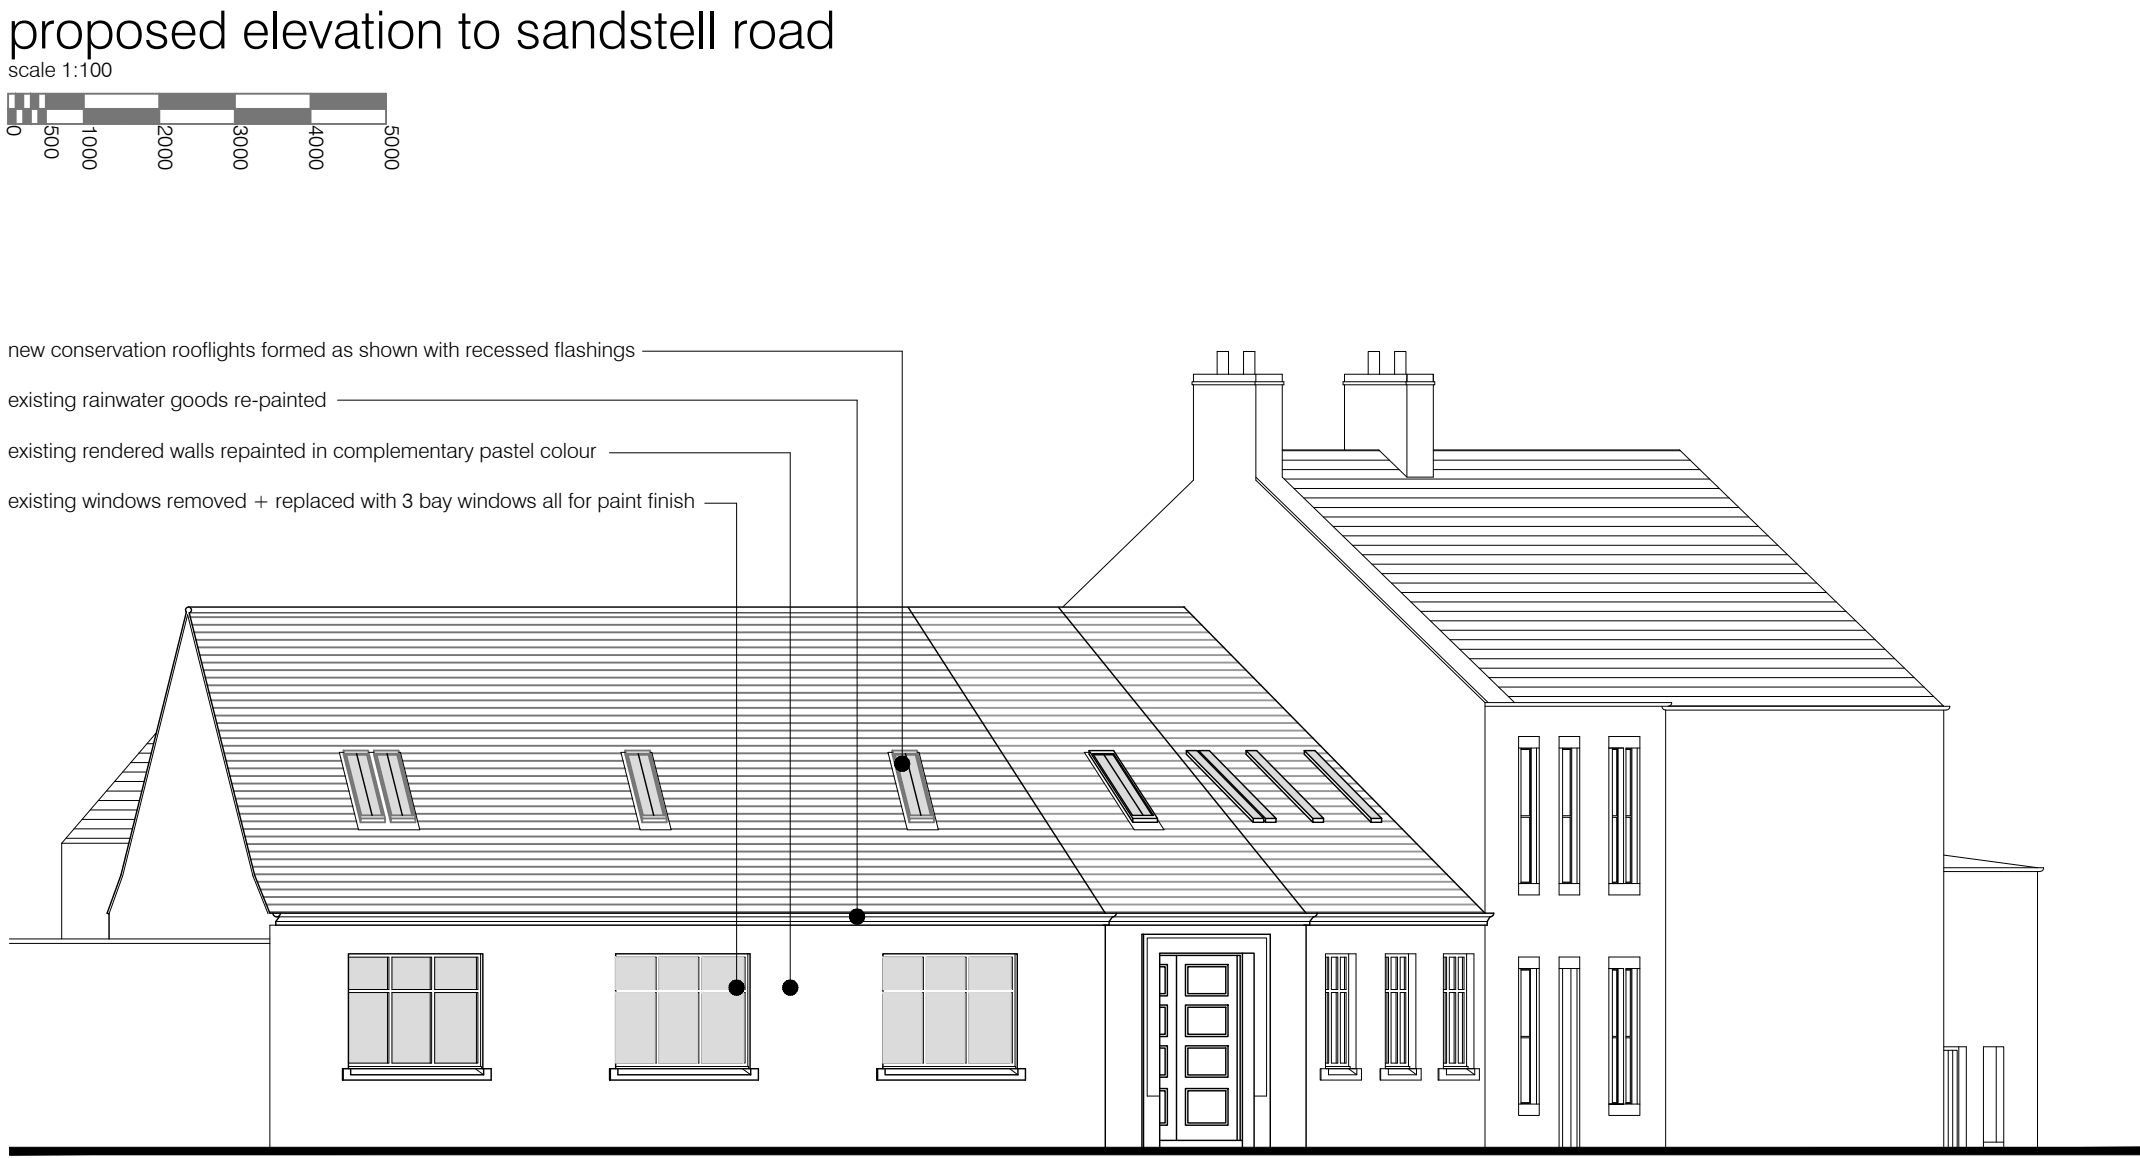 proposed elevation to sandstell road
scale 1:100
0 500 1000 2000 3000 4000 5000
new conservation rooflights formed as shown with recessed flashings
existing rainwater goods re-painted
existing rendered walls repainted in complementary pastel colour
existing windows removed + replaced with 3 bay windows all for paint finish